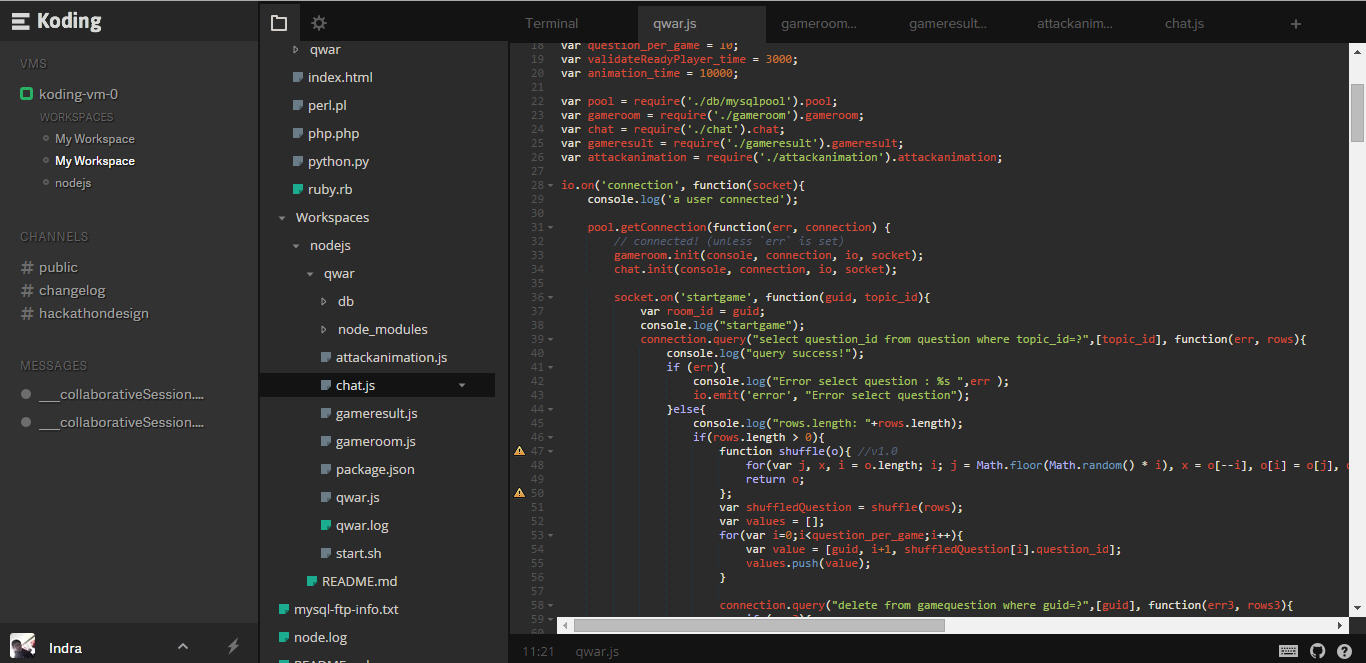 Koding
VMS
koding-vm-0
WORKSPACES
My Workspace
My Workspace
nodejs
CHANNELS
# public
# changelog
# hackathondesign
MESSAGES
___collaborativeSession....
___collaborativeSession....
Indra
qwar
index.html
perl.pl
php.php
python.py
ruby.rb
Workspaces
nodejs
qwar
db
node_modules
attackanimation.js
chat.js
gameresult.js
gameroom.js
package.json
qwar.js
qwar.log
start.sh
README.md
mysql-ftp-info.txt
node.log
README.md
Terminal
qwar.js
gameroom...
gameresult...
attackanim...
chat.js
+
18 var question_per_game = 10;
19 var validateReadyPlayer_time = 3000;
20 var animation_time = 10000;
21
22 var pool = require('./db/mysqlpool').pool;
23 var gameroom = require('./gameroom').gameroom;
24 var chat = require('./chat').chat;
25 var gameresult = require('./gameresult').gameresult;
26 var attackanimation = require('./attackanimation').attackanimation;
27
28 io.on('connection', function(socket){
29 console.log('a user connected');
30
31 pool.getConnection(function(err, connection) {
32 // connected! (unless `err` is set)
33 gameroom.init(console, connection, io, socket);
34 chat.init(console, connection, io, socket);
35
36 socket.on('startgame', function(guid, topic_id){
37 var room_id = guid;
38 console.log("startgame");
39 connection.query("select question_id from question where topic_id=?",[topic_id], function(err, rows){
40 console.log("query success!");
41 if (err){
42 console.log("Error select question : %s ",err );
43 io.emit('error', "Error select question");
44 }else{
45 console.log("rows.length: "+rows.length);
46 if(rows.length > 0){
47 function shuffle(o){ //v1.0
48 for(var j, x, i = o.length; i; j = Math.floor(Math.random() * i), x = o[--i], o[i] = o[j],
49 return o;
50 };
51 var shuffledQuestion = shuffle(rows);
52 var values = [];
53 for(var i=0;i<question_per_game;i++){
54 var value = [guid, i+1, shuffledQuestion[i].question_id];
55 values.push(value);
56 }
57
58 connection.query("delete from gamequestion where guid=?",[guid], function(err3, rows3){
59
60
11:21 qwar.js